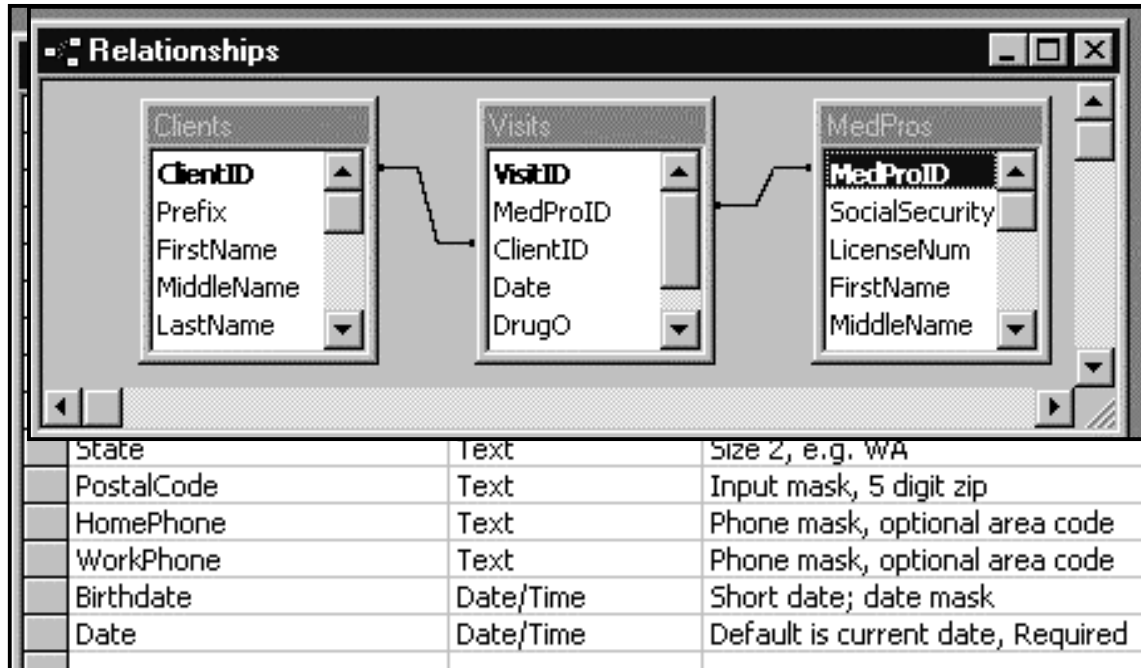 Relationships
Clients
ClientID
Prefix
FirstName
MiddleName
LastName
Visits
VisitID
MedProID
ClientID
Date
DrugO
MedPros
MedProID
SocialSecurity
LicenseNum
FirstName
MiddleName
State Text Size 2, e.g. WA
PostalCode Text Input mask, 5 digit zip
HomePhone Text Phone mask, optional area code
WorkPhone Text Phone mask, optional area code
Birthdate Date/Time Short date; date mask
Date Date/Time Default is current date, Required